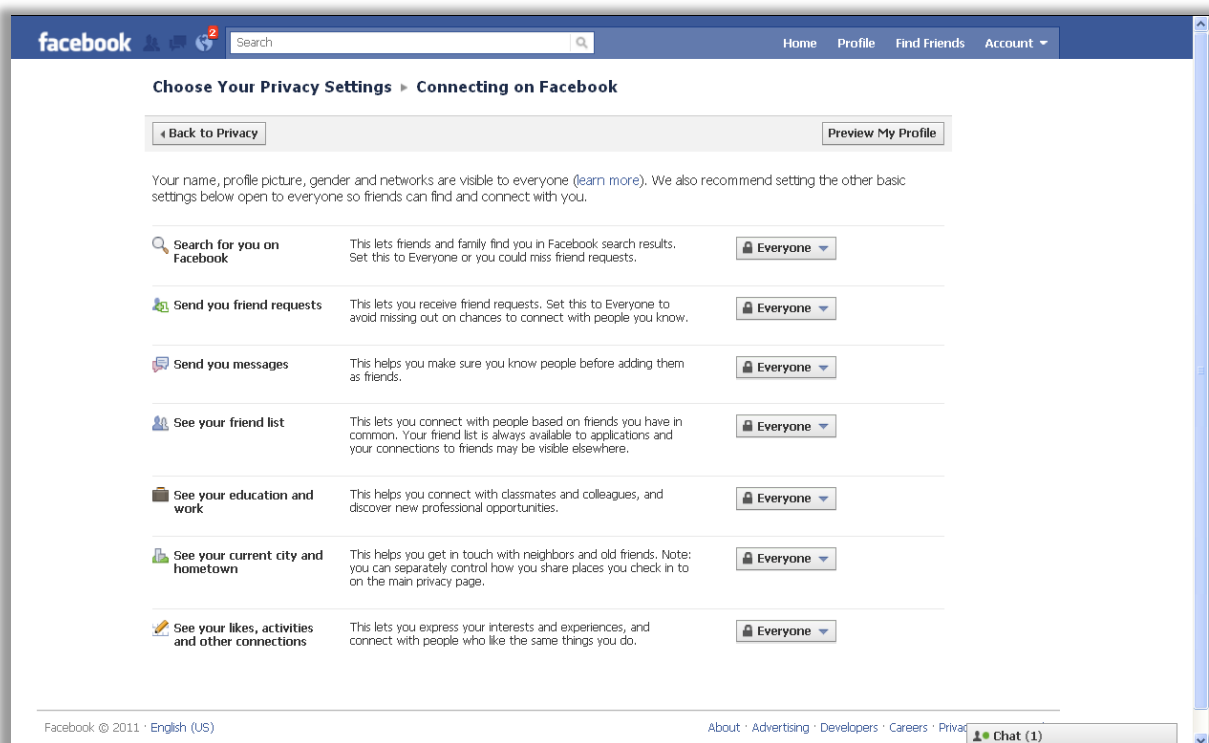 facebook 2 Search Home Profile Find Friends Account
Choose Your Privacy Settings ▸ Connecting on Facebook
Back to Privacy Preview My Profile
Your name, profile picture, gender and networks are visible to everyone (learn more). We also recommend setting the other basic
settings below open to everyone so friends can find and connect with you.
Search for you on
Facebook
This lets friends and family find you in Facebook search results.
Set this to Everyone or you could miss friend requests.
Everyone
Send you friend requests
This lets you receive friend requests. Set this to Everyone to
avoid missing out on chances to connect with people you know.
Everyone
Send you messages
This helps you make sure you know people before adding them
as friends.
Everyone
See your friend list
This lets you connect with people based on friends you have in
common. Your friend list is always available to applications and
your connections to friends may be visible elsewhere.
Everyone
See your education and
work
This helps you connect with classmates and colleagues, and
discover new professional opportunities.
Everyone
See your current city and
hometown
This helps you get in touch with neighbors and old friends. Note:
you can separately control how you share places you check in to
on the main privacy page.
Everyone
See your likes, activities
and other connections
This lets you express your interests and experiences, and
connect with people who like the same things you do.
Everyone
Facebook © 2011 · English (US) About · Advertising · Developers · Careers ·
Chat (1)